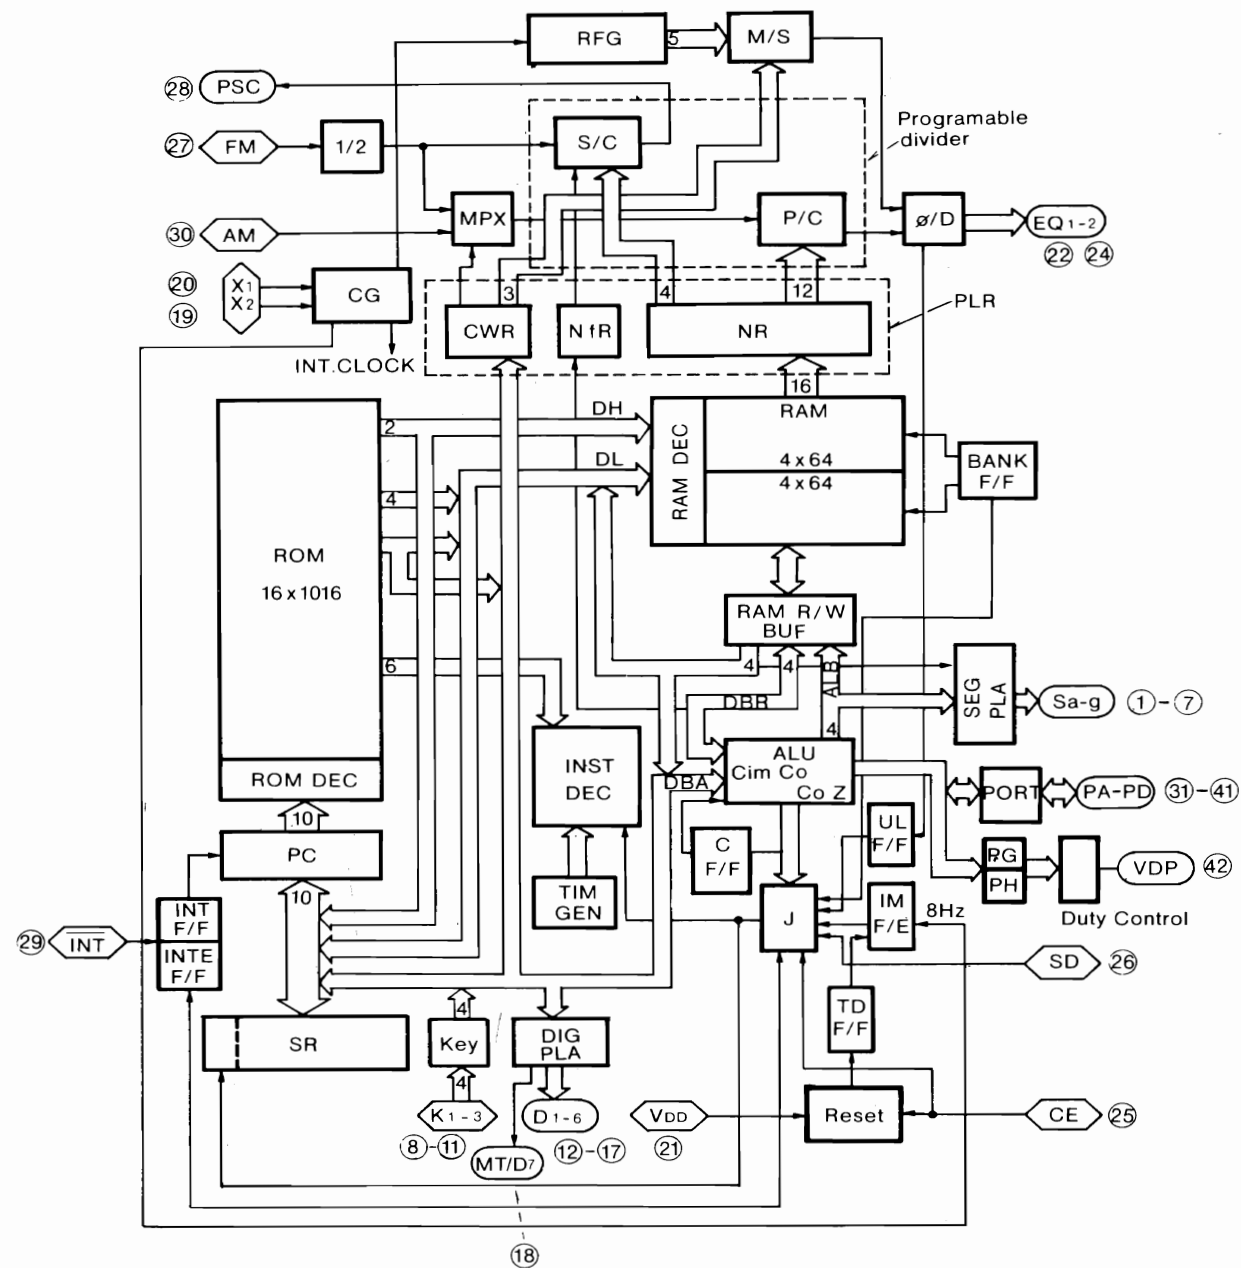 RFG
5
M/S
28 PSC
Programable
divider
S/C
27 FM
1/2
MPX
P/C
ø/D
EQ1-2
22 24
30 AM
20 X1
19 X2
CG
3
4
12
PLR
CWR
NfR
NR
INT.CLOCK
16
DH
RAM
2
DL
RAM DEC
4x64
4x64
BANK
F/F
4
ROM
16x1016
RAM R/W
BUF
6
4
4
ALB
DBR
SEG
PLA
Sa-g
1-7
4
INST
DEC
ALU
Cim Co
Co Z
DBA
ROM DEC
PORT
PA-PD
31-41
10
PC
C
F/F
UL
F/F
PG
PH
VDP
42
10
TIM
GEN
IM
F/E
8Hz
Duty Control
INT
F/F
J
29 INT
INTE
F/F
SD 26
TD
F/F
4
SR
Key
DIG
PLA
4
K1-3
D1-6
VDD
Reset
CE 25
8-11
12-17
21
MT/D7
18